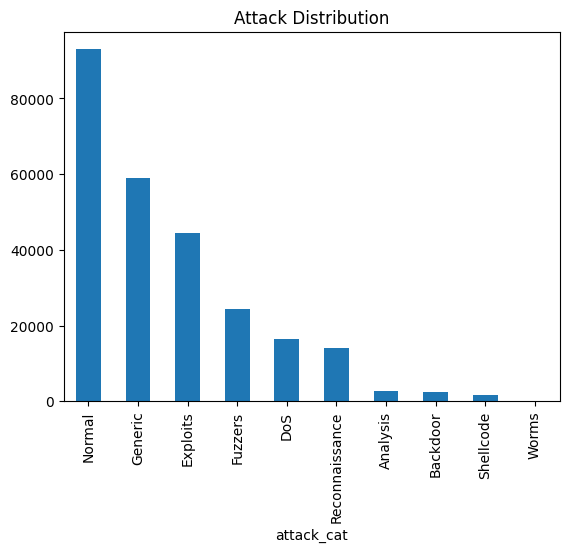 Attack Distribution
80000
60000
40000
20000
0
Normal
Generic
Exploits
Fuzzers
DoS
Reconnaissance
Analysis
Backdoor
Shellcode
Worms
attack_cat